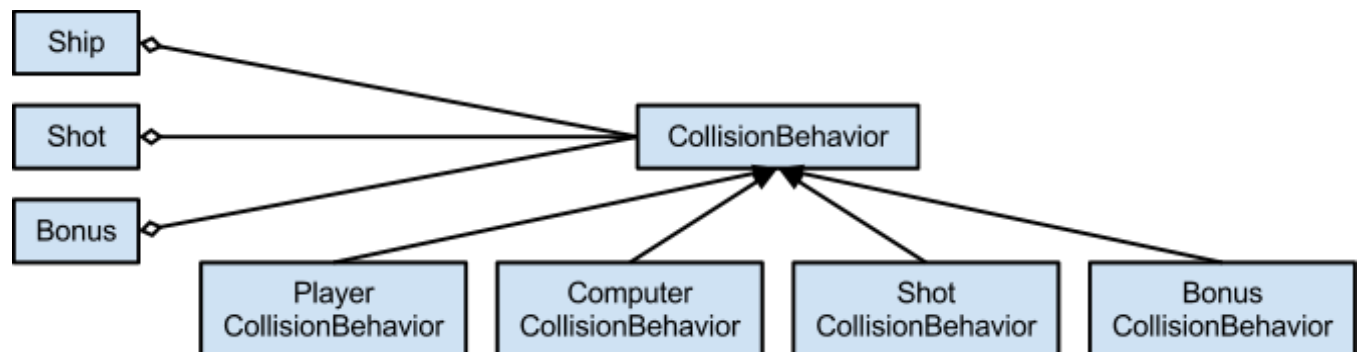 Ship
Shot
CollisionBehavior
Bonus
Player
CollisionBehavior
Computer
CollisionBehavior
Shot
CollisionBehavior
Bonus
CollisionBehavior